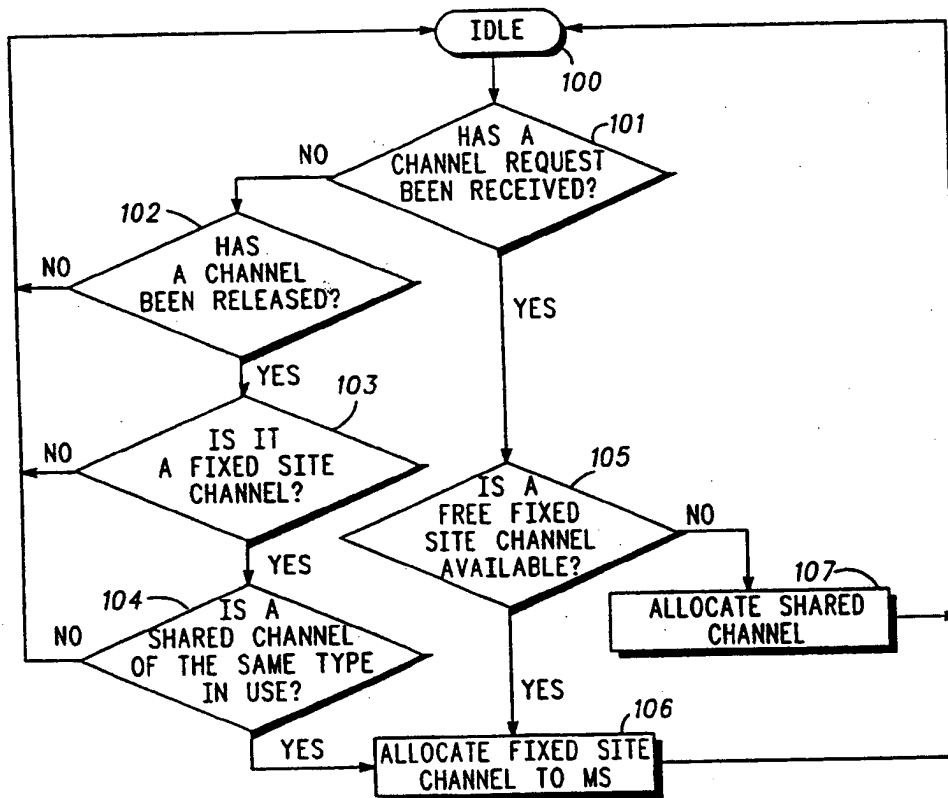 IDLE
100
101
HAS A
CHANNEL REQUEST
BEEN RECEIVED?
NO
102
HAS
A CHANNEL
BEEN RELEASED?
NO
YES
YES
103
IS IT
A FIXED SITE
CHANNEL?
NO
YES
105
IS A
FREE FIXED
SITE CHANNEL
AVAILABLE?
NO
104
IS A
SHARED CHANNEL
OF THE SAME TYPE
IN USE?
NO
YES
107
ALLOCATE SHARED
CHANNEL
YES
106
ALLOCATE FIXED SITE
CHANNEL TO MS